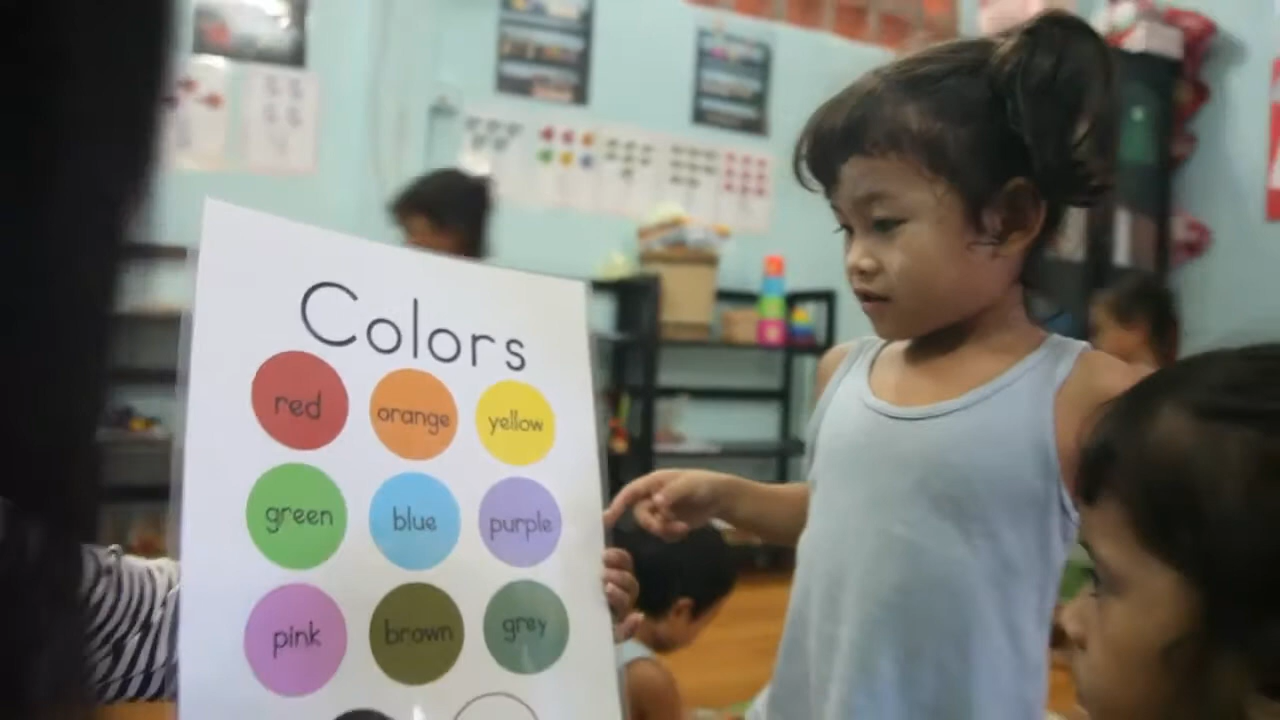 Colors
red orange yellow
green blue purple
pink brown grey